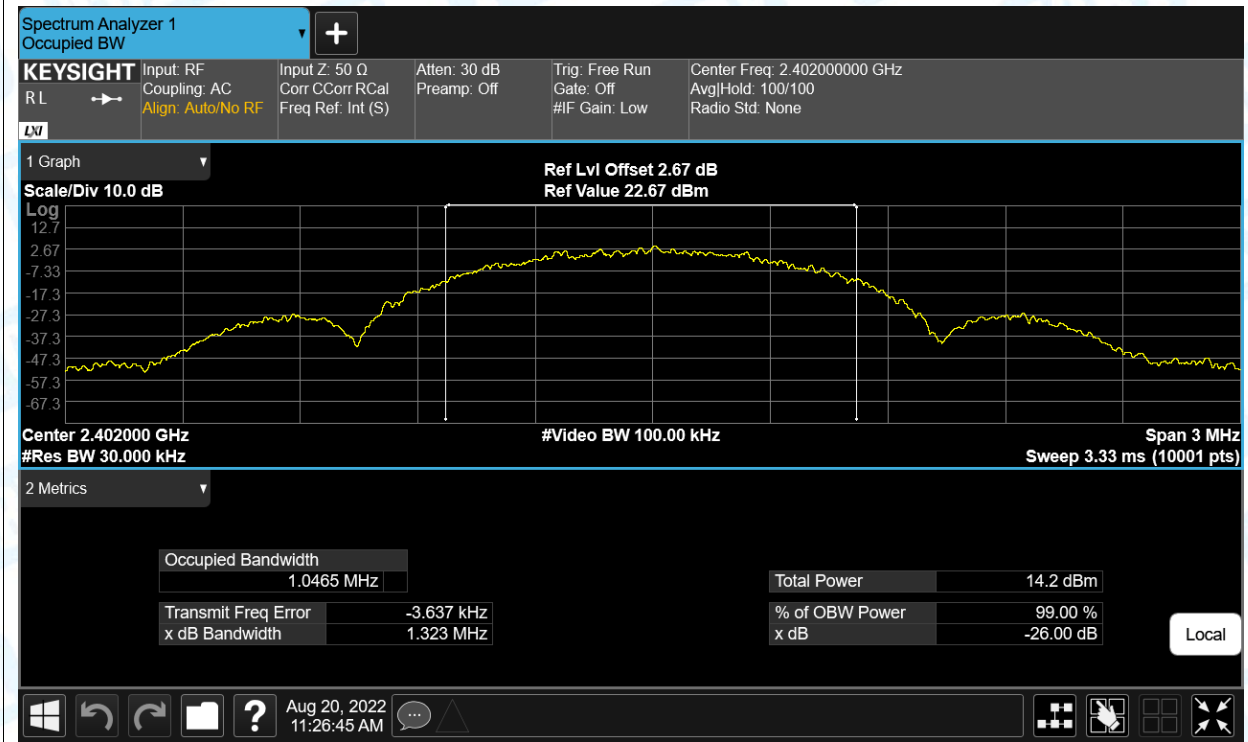 Spectrum Analyzer 1
Occupied BW
KEYSIGHT
R L
LXI
Input: RF
Coupling: AC
Align: Auto/No RF
Input Z: 50 Ω
Corr CCorr RCal
Freq Ref: Int (S)
Atten: 30 dB
Preamp: Off
Trig: Free Run
Gate: Off
#IF Gain: Low
Center Freq: 2.402000000 GHz
Avg|Hold: 100/100
Radio Std: None
1 Graph
Scale/Div 10.0 dB
Ref Lvl Offset 2.67 dB
Ref Value 22.67 dBm
Log
12.7
2.67
-7.33
-17.3
-27.3
-37.3
-47.3
-57.3
-67.3
Center 2.402000 GHz
#Res BW 30.000 kHz
#Video BW 100.00 kHz
Span 3 MHz
Sweep 3.33 ms (10001 pts)
2 Metrics
Occupied Bandwidth
1.0465 MHz
Transmit Freq Error -3.637 kHz
x dB Bandwidth 1.323 MHz
Total Power 14.2 dBm
% of OBW Power 99.00 %
x dB -26.00 dB
Local
?
Aug 20, 2022
11:26:45 AM